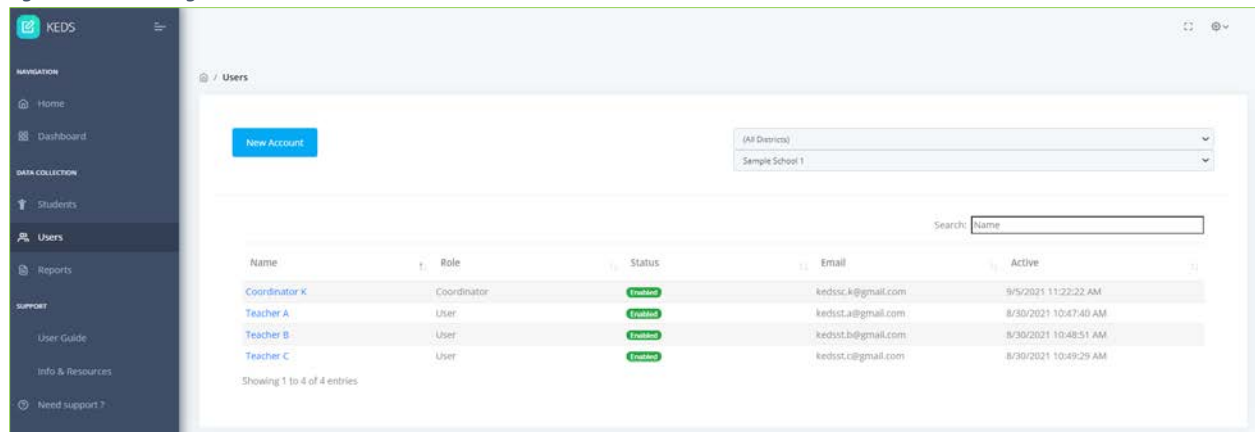 KEDS
NAVIGATION
Home
Dashboard
DATA COLLECTION
Students
Users
Reports
SUPPORT
User Guide
Info & Resources
Need support ?
/ Users
New Account
(All Districts)
Sample School 1
Search: Name
Name Role Status Email Active
Coordinator K Coordinator Enabled kedssc.k@gmail.com 9/5/2021 11:22:22 AM
Teacher A User Enabled kedsst.a@gmail.com 8/30/2021 10:47:40 AM
Teacher B User Enabled kedsst.b@gmail.com 8/30/2021 10:48:51 AM
Teacher C User Enabled kedsst.c@gmail.com 8/30/2021 10:49:29 AM
Showing 1 to 4 of 4 entries